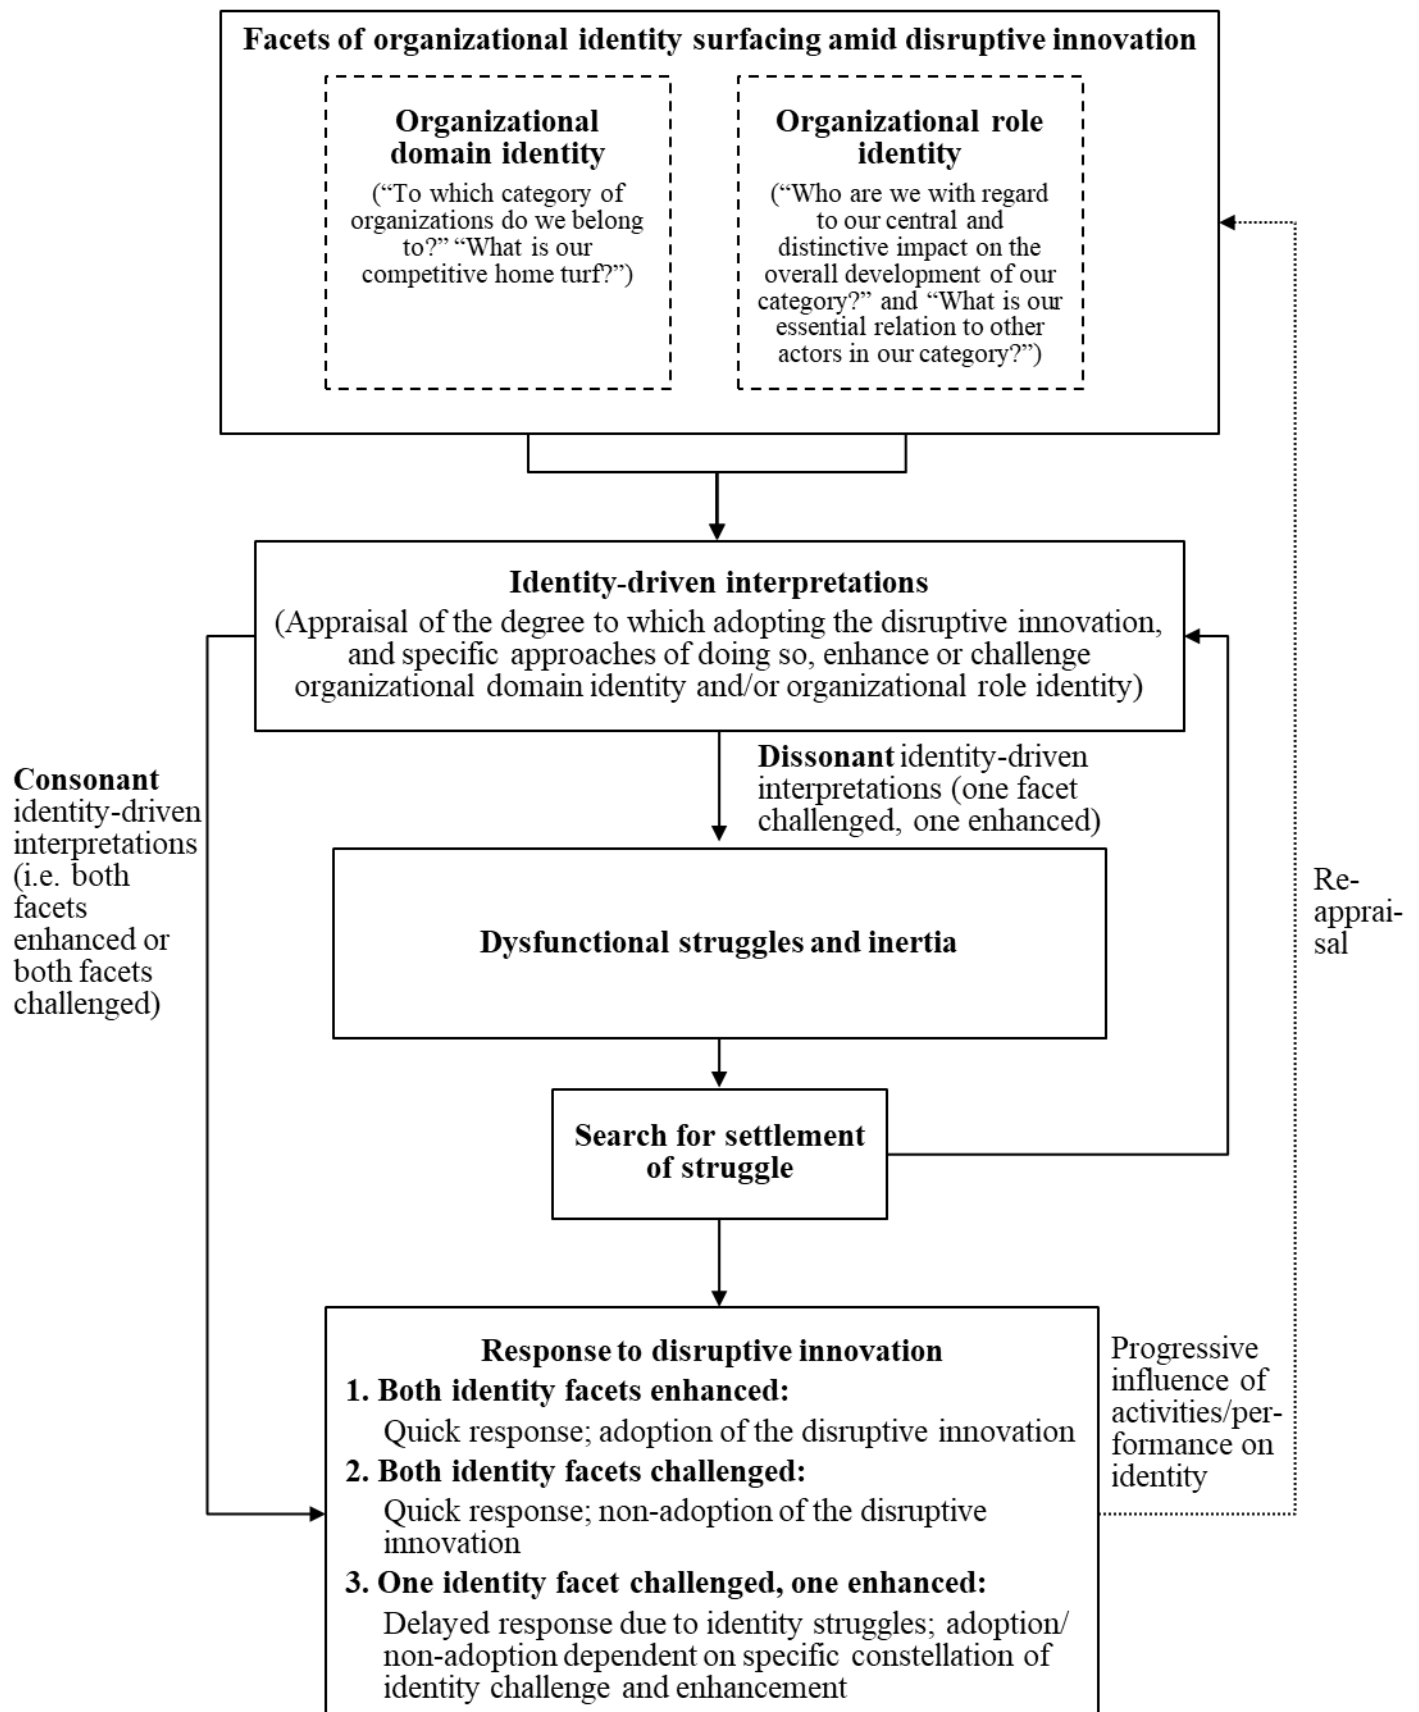 Facets of organizational identity surfacing amid disruptive innovation
Organizational
domain identity
(“To which category of
organizations do we belong
to?” “What is our
competitive home turf?”)
Organizational role
identity
(“Who are we with regard
to our central and
distinctive impact on the
overall development of our
category?” and “What is our
essential relation to other
actors in our category?”)
Identity-driven interpretations
(Appraisal of the degree to which adopting the disruptive innovation,
and specific approaches of doing so, enhance or challenge
organizational domain identity and/or organizational role identity)
Consonant
identity-driven
interpretations
(i.e. both
facets
enhanced or
both facets
challenged)
Dissonant identity-driven
interpretations (one facet
challenged, one enhanced)
Dysfunctional struggles and inertia
Re-
apprai-
sal
Search for settlement
of struggle
Response to disruptive innovation
1. Both identity facets enhanced:
Quick response; adoption of the disruptive innovation
2. Both identity facets challenged:
Quick response; non-adoption of the disruptive
innovation
3. One identity facet challenged, one enhanced:
Delayed response due to identity struggles; adoption/
non-adoption dependent on specific constellation of
identity challenge and enhancement
Progressive
influence of
activities/per-
formance on
identity